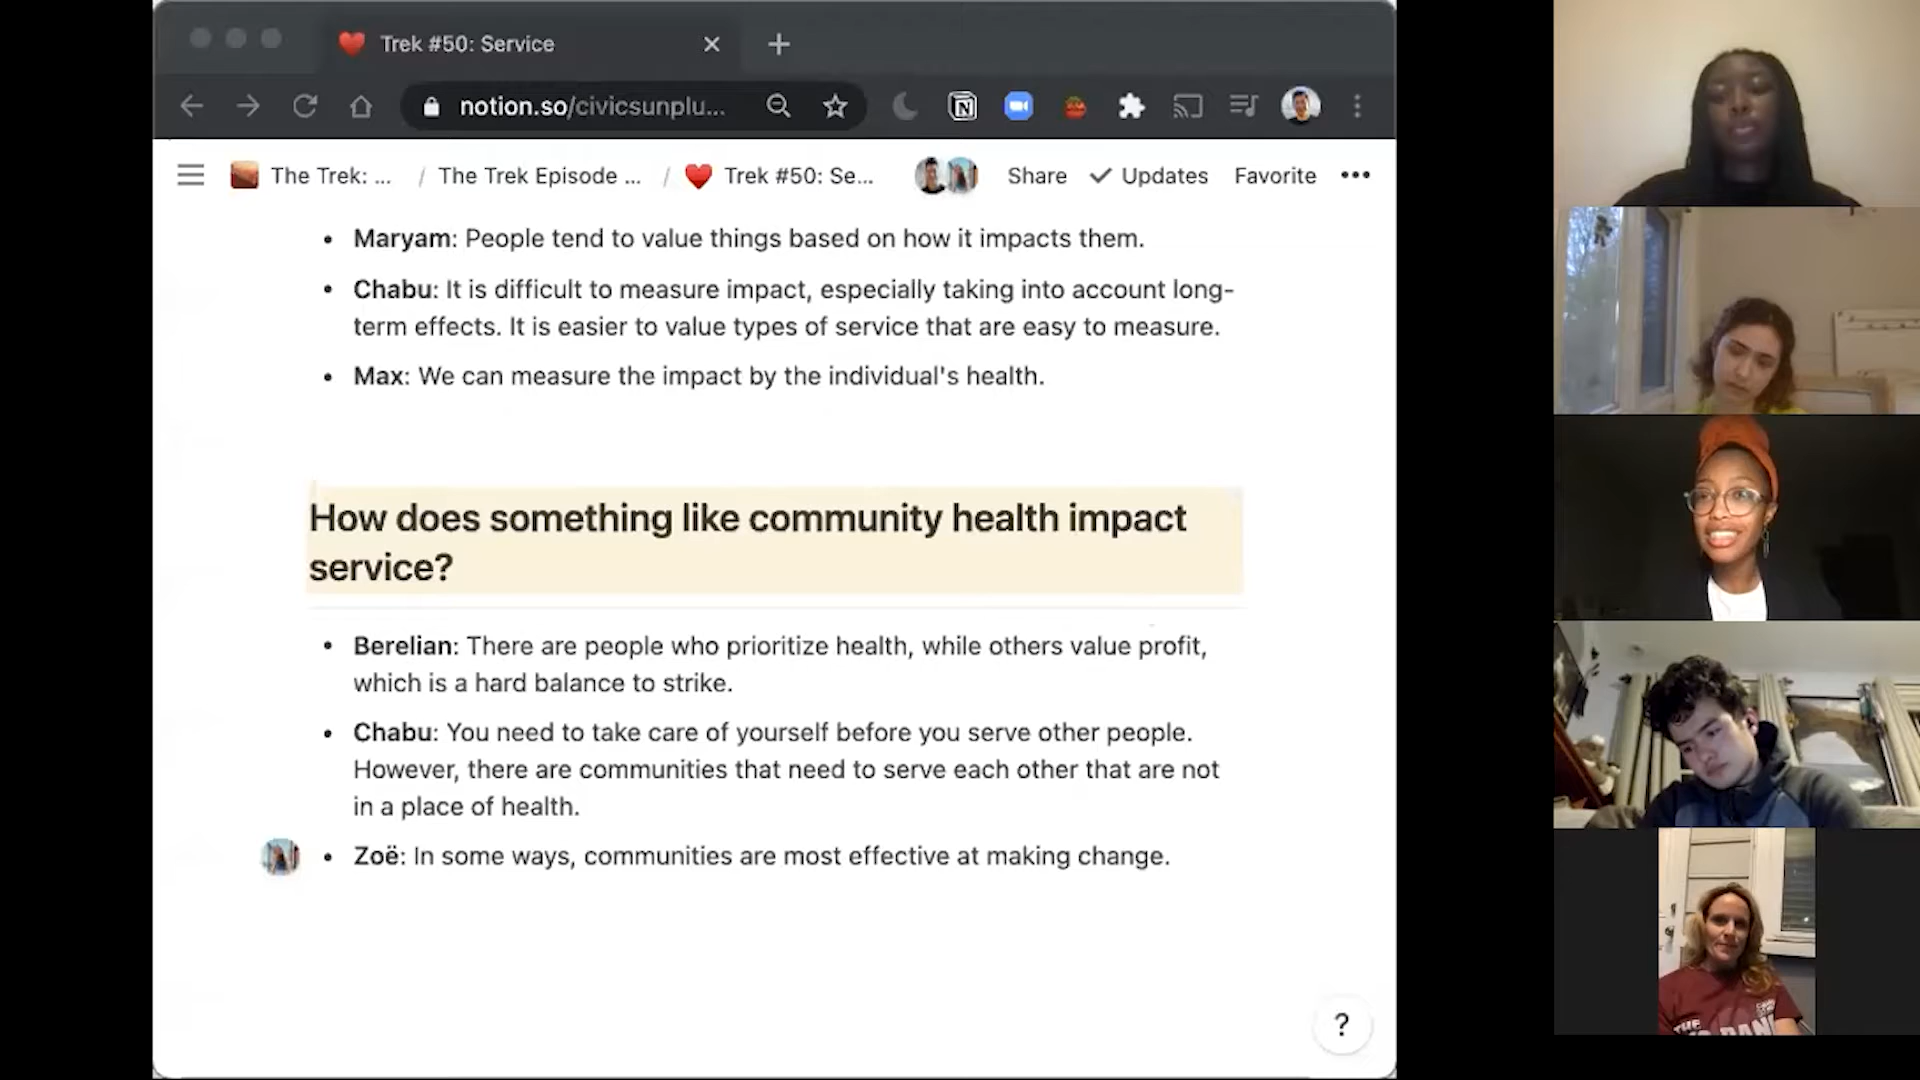 Trek #50: Service
notion.so/civicsunplu...
The Trek: ... / The Trek Episode ... / Trek #50: Se... Share Updates Favorite
Maryam: People tend to value things based on how it impacts them.
Chabu: It is difficult to measure impact, especially taking into account long-
term effects. It is easier to value types of service that are easy to measure.
Max: We can measure the impact by the individual's health.
How does something like community health impact
service?
Berelian: There are people who prioritize health, while others value profit,
which is a hard balance to strike.
Chabu: You need to take care of yourself before you serve other people.
However, there are communities that need to serve each other that are not
in a place of health.
Zoë: In some ways, communities are most effective at making change.
?
THE